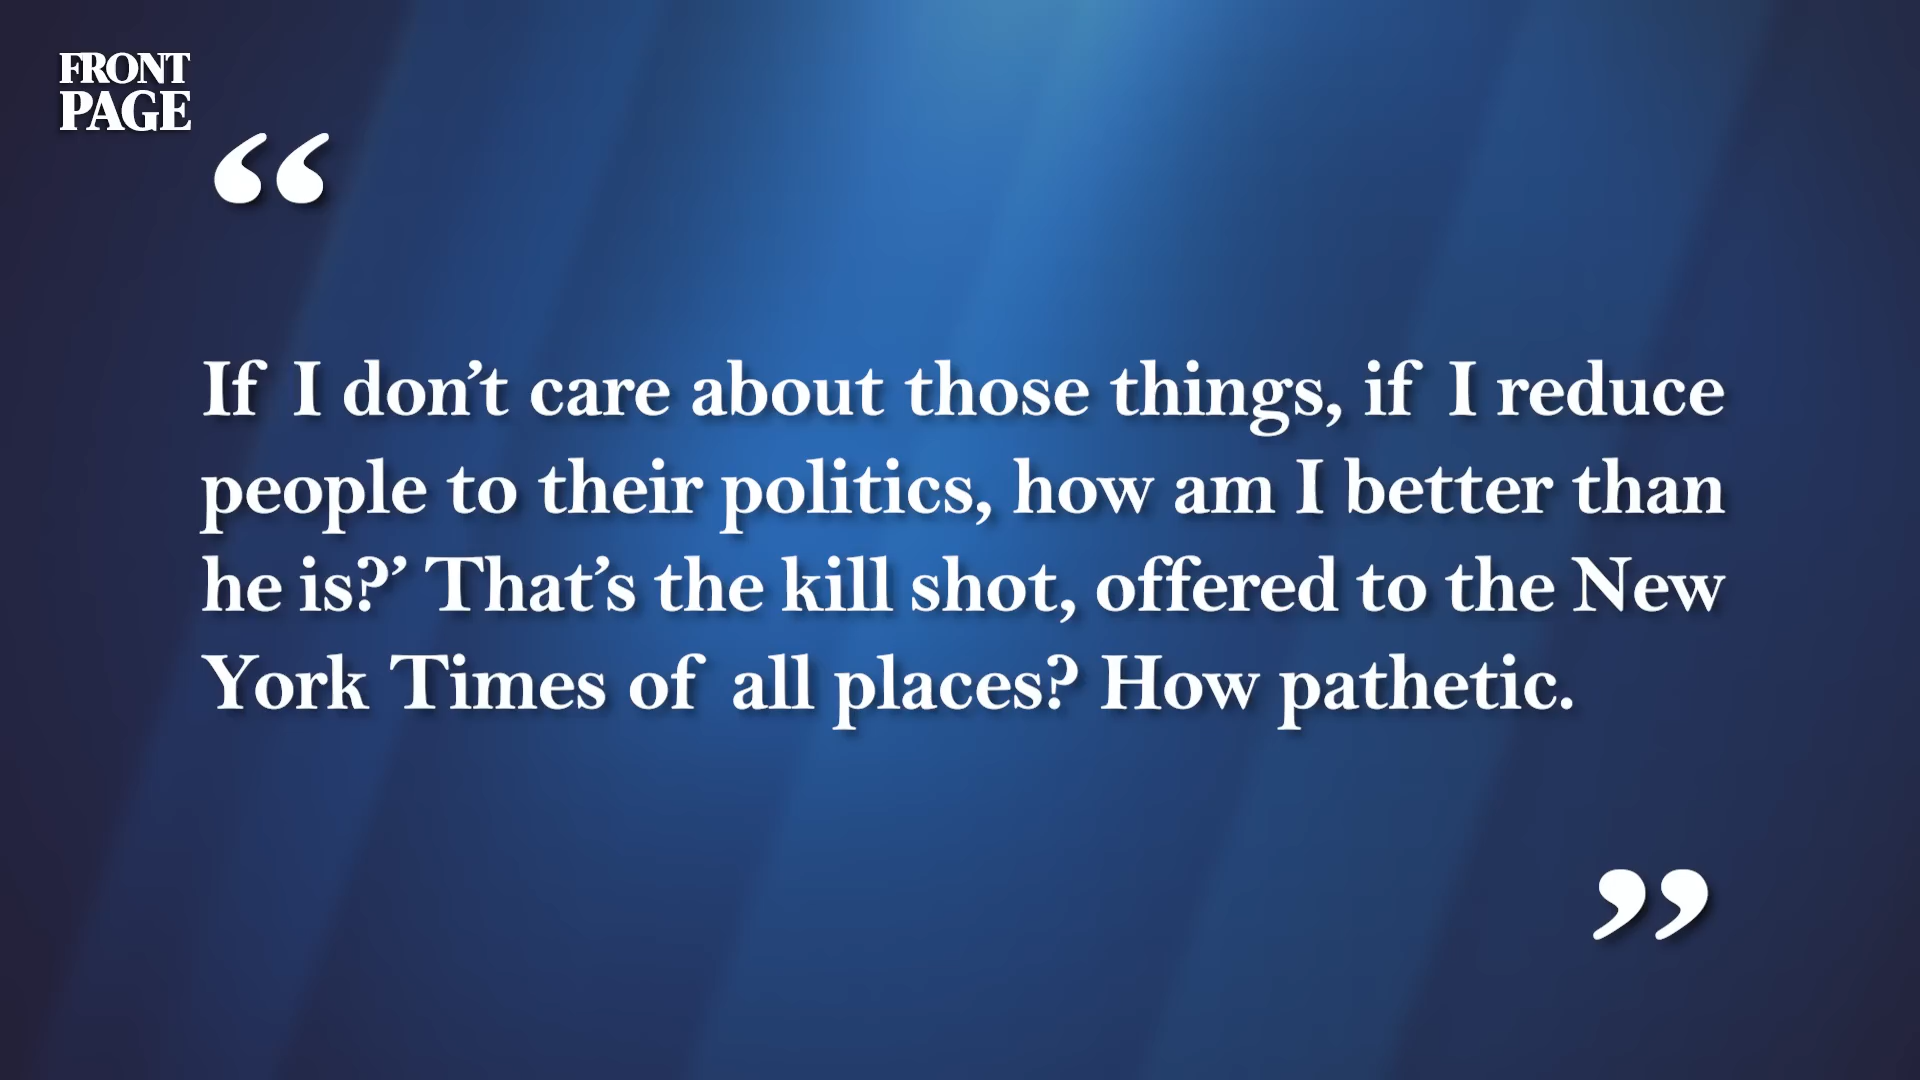 FRONT
PAGE
“
If I don’t care about those things, if I reduce
people to their politics, how am I better than
he is?’ That’s the kill shot, offered to the New
York Times of all places? How pathetic.
”